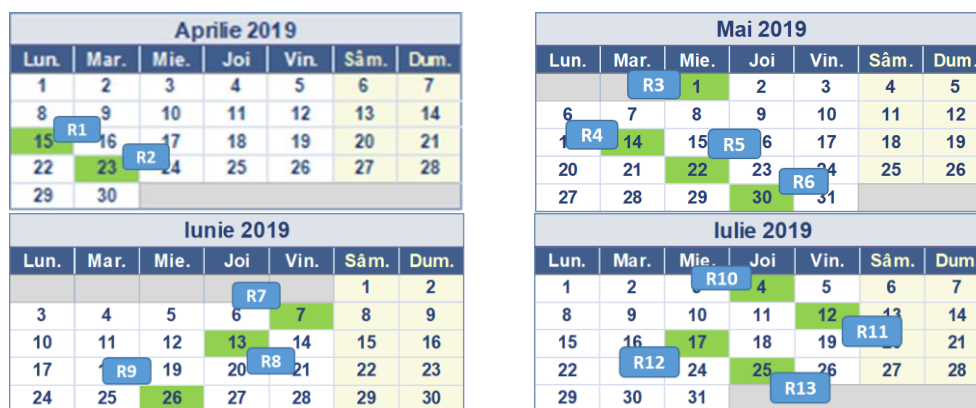 Aprilie 2019
Lun. Mar. Mie. Joi Vin. Sâm. Dum.
1 2 3 4 5 6 7
8 9 10 11 12 13 14
R1
15 16 17 18 19 20 21
R2
22 23 24 25 26 27 28
29 30
Mai 2019
Lun. Mar. Mie. Joi Vin. Sâm. Dum.
R3 1 2 3 4 5
6 7 8 9 10 11 12
R4 14 15 R5 17 18 19
20 21 22 23 24 25 26
R6
27 28 29 30 31
Iunie 2019
Lun. Mar. Mie. Joi Vin. Sâm. Dum.
1 2
R7
3 4 5 6 7 8 9
10 11 12 13 14 15 16
R8
17 R9 19 20 21 22 23
24 25 26 27 28 29 30
Iulie 2019
Lun. Mar. Mie. Joi Vin. Sâm. Dum
R10
1 2 4 5 6 7
8 9 10 11 12 13 14
R11
15 16 17 18 19 21
R12
22 24 25 26 27 28
R13
29 30 31